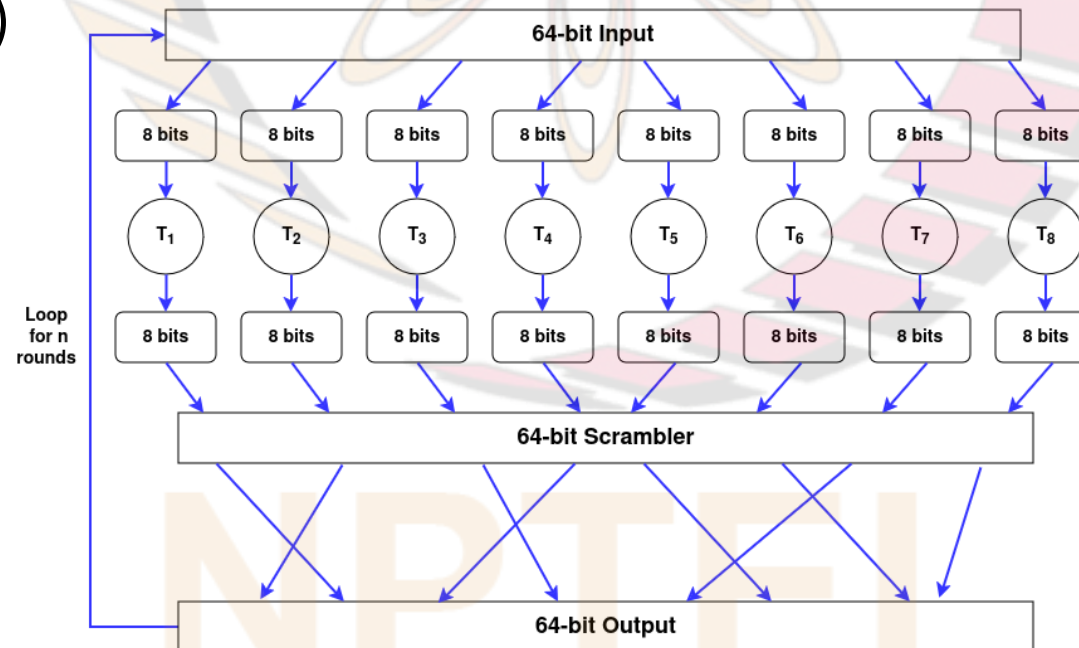 )
64-bit Input
8 bits 8 bits 8 bits 8 bits 8 bits 8 bits 8 bits 8 bits
T1 T2 T3 T4 T5 T6 T7 T8
Loop
for n
rounds
8 bits 8 bits 8 bits 8 bits 8 bits 8 bits 8 bits 8 bits
64-bit Scrambler
NPTEL
64-bit Output